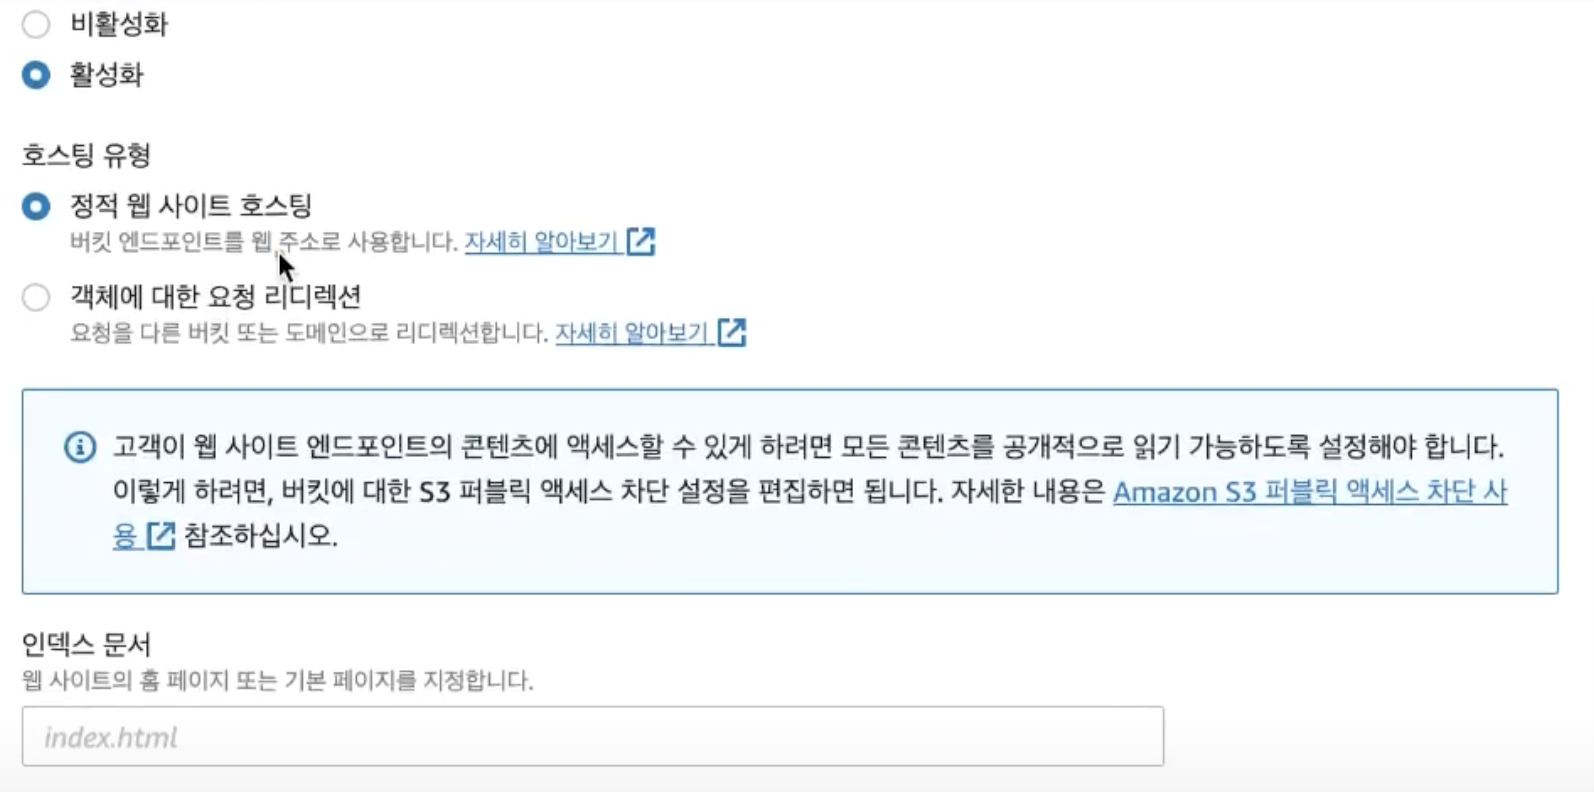 비활성화
활성화
호스팅 유형
정적 웹 사이트 호스팅
버킷 엔드포인트를 웹 주소로 사용합니다. 자세히 알아보기
객체에 대한 요청 리디렉션
요청을 다른 버킷 또는 도메인으로 리디렉션합니다. 자세히 알아보기
고객이 웹 사이트 엔드포인트의 콘텐츠에 액세스할 수 있게 하려면 모든 콘텐츠를 공개적으로 읽기 가능하도록 설정해야 합니다.
이렇게 하려면, 버킷에 대한 S3 퍼블릭 액세스 차단 설정을 편집하면 됩니다. 자세한 내용은 Amazon S3 퍼블릭 액세스 차단 사
용 참조하십시오.
인덱스 문서
웹 사이트의 홈 페이지 또는 기본 페이지를 지정합니다.
index.html